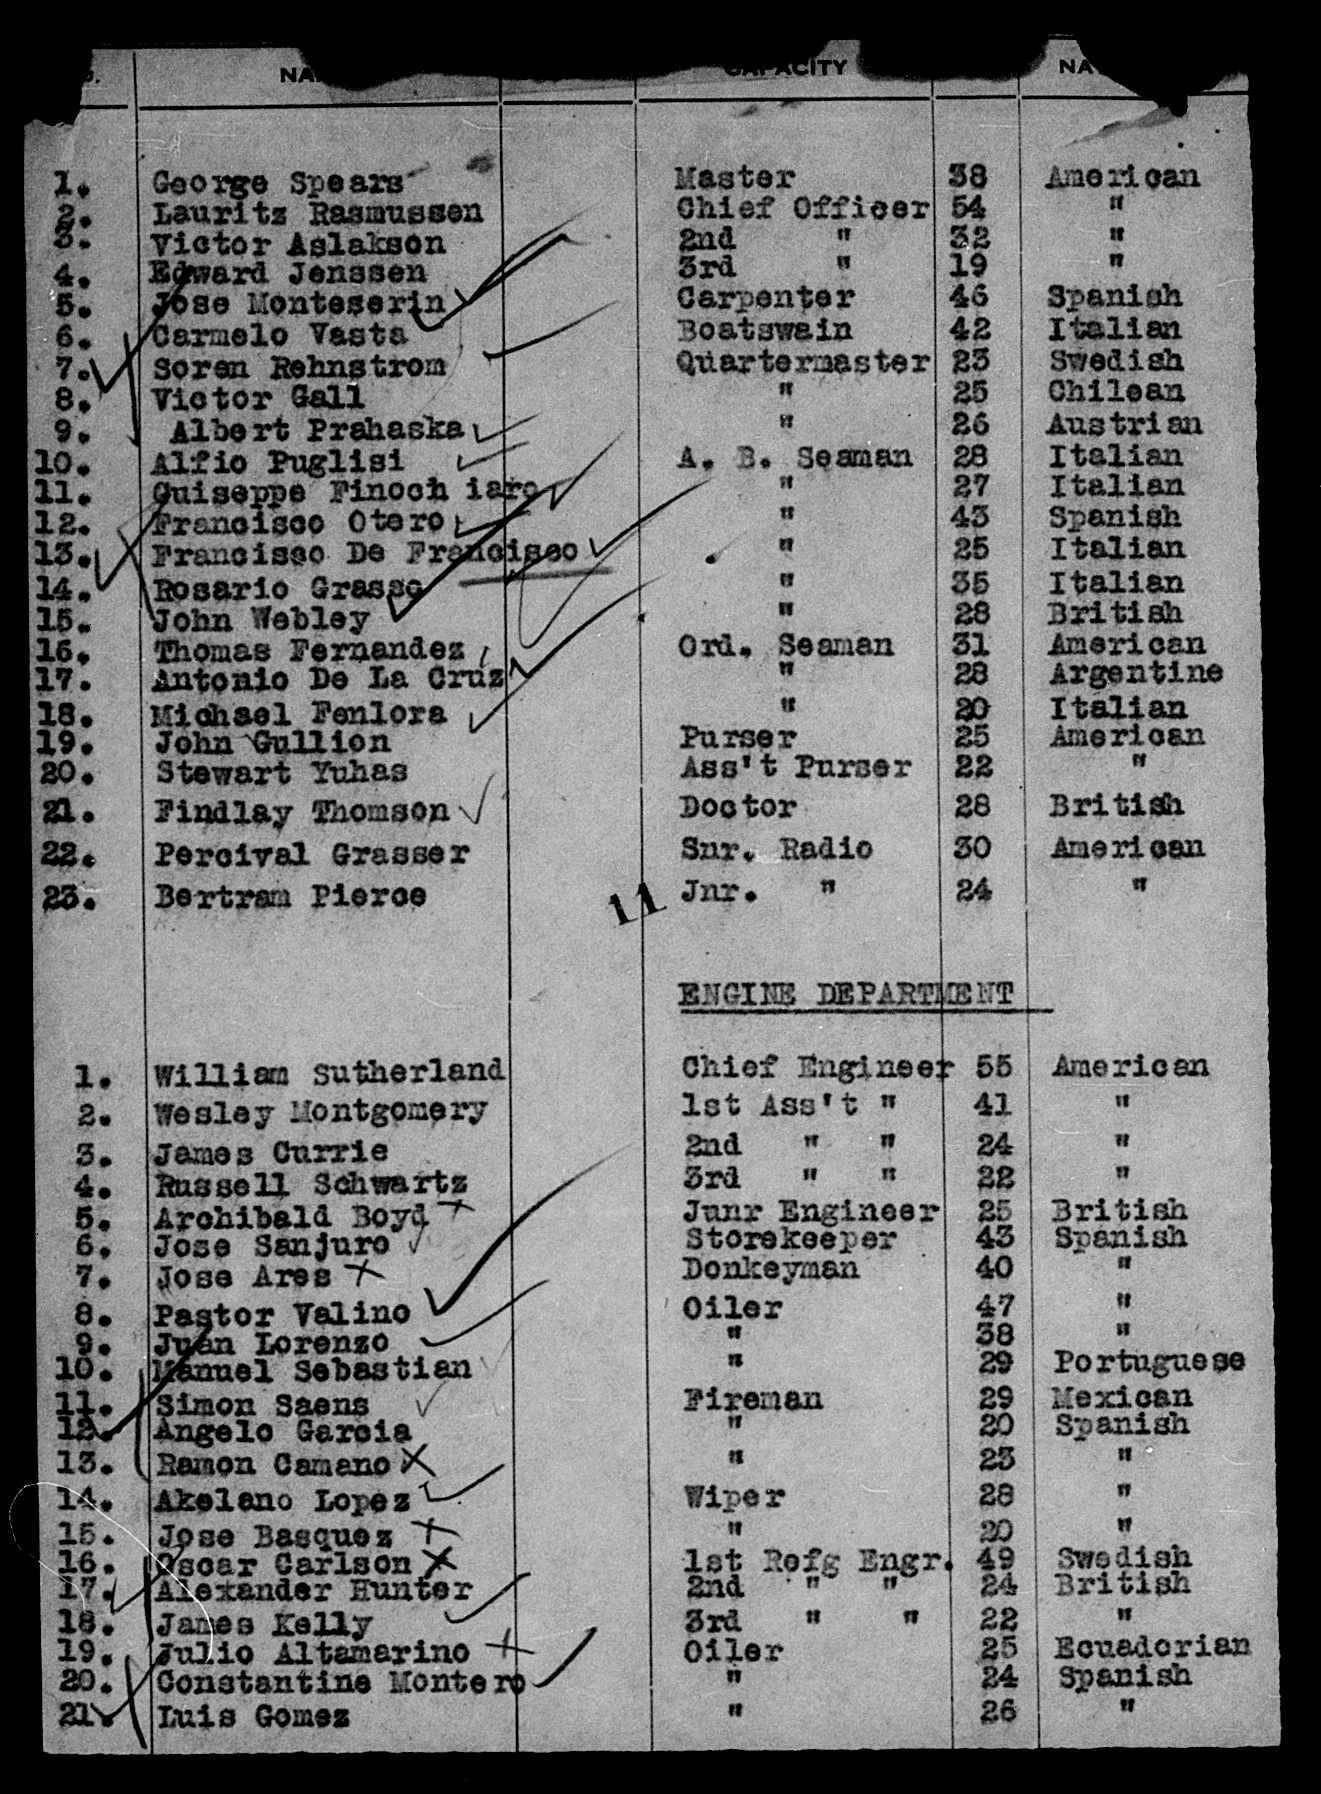 CAPACITY
1. George Spears Master 38 American
2. Lauritz Rasmussen Chief Officer 54 "
3. Victor Aslakson 2nd " 32 "
4. Edward Jenssen 3rd " 19 "
5. Jose Monteserin Carpenter 46 Spanish
6. Carmelo Vasta Boatswain 42 Italian
7. Soren Rehnstrom Quartermaster 23 Swedish
8. Victor Gall " 25 Chilean
9. Albert Prahaska " 26 Austrian
10. Alfio Puglisi A. B. Seaman 28 Italian
11. Guiseppe Finoch iaro " 27 Italian
12. Francisco Otero " 43 Spanish
13. Francisco De Francisco " 25 Italian
14. Rosario Grasso " 35 Italian
15. John Webley " 28 British
16. Thomas Fernandez Ord. Seaman 31 American
17. Antonio De La Cruz " 28 Argentine
18. Michael Fenlora " 20 Italian
19. John Gullion Purser 25 American
20. Stewart Yuhas Ass't Purser 22 "
21. Findlay Thomson Doctor 28 British
22. Percival Grasser Snr. Radio 30 American
23. Bertram Pierce Jnr. " 24 "
11
ENGINE DEPARTMENT
1. William Sutherland Chief Engineer 55 American
2. Wesley Montgomery 1st Ass't " 41 "
3. James Currie 2nd " " 24 "
4. Russell Schwartz 3rd " " 22 "
5. Archibald Boyd Junr Engineer 25 British
6. Jose Sanjuro Storekeeper 43 Spanish
7. Jose Ares Donkeyman 40 "
8. Pastor Valino Oiler 47 "
9. Juan Lorenzo " 38 "
10. Manuel Sebastian " 29 Portuguese
11. Simon Saens Fireman 29 Mexican
12. Angelo Garcia " 20 Spanish
13. Ramon Camano " 23 "
14. Akelano Lopez Wiper 28 "
15. Jose Basquez " 20 "
16. Oscar Carlson 1st Refg Engr. 49 Swedish
17. Alexander Hunter 2nd " " 24 British
18. James Kelly 3rd " " 22 "
19. Julio Altamarino Oiler 25 Ecuadorian
20. Constantine Montero " 24 Spanish
21. Luis Gomez " 26 "